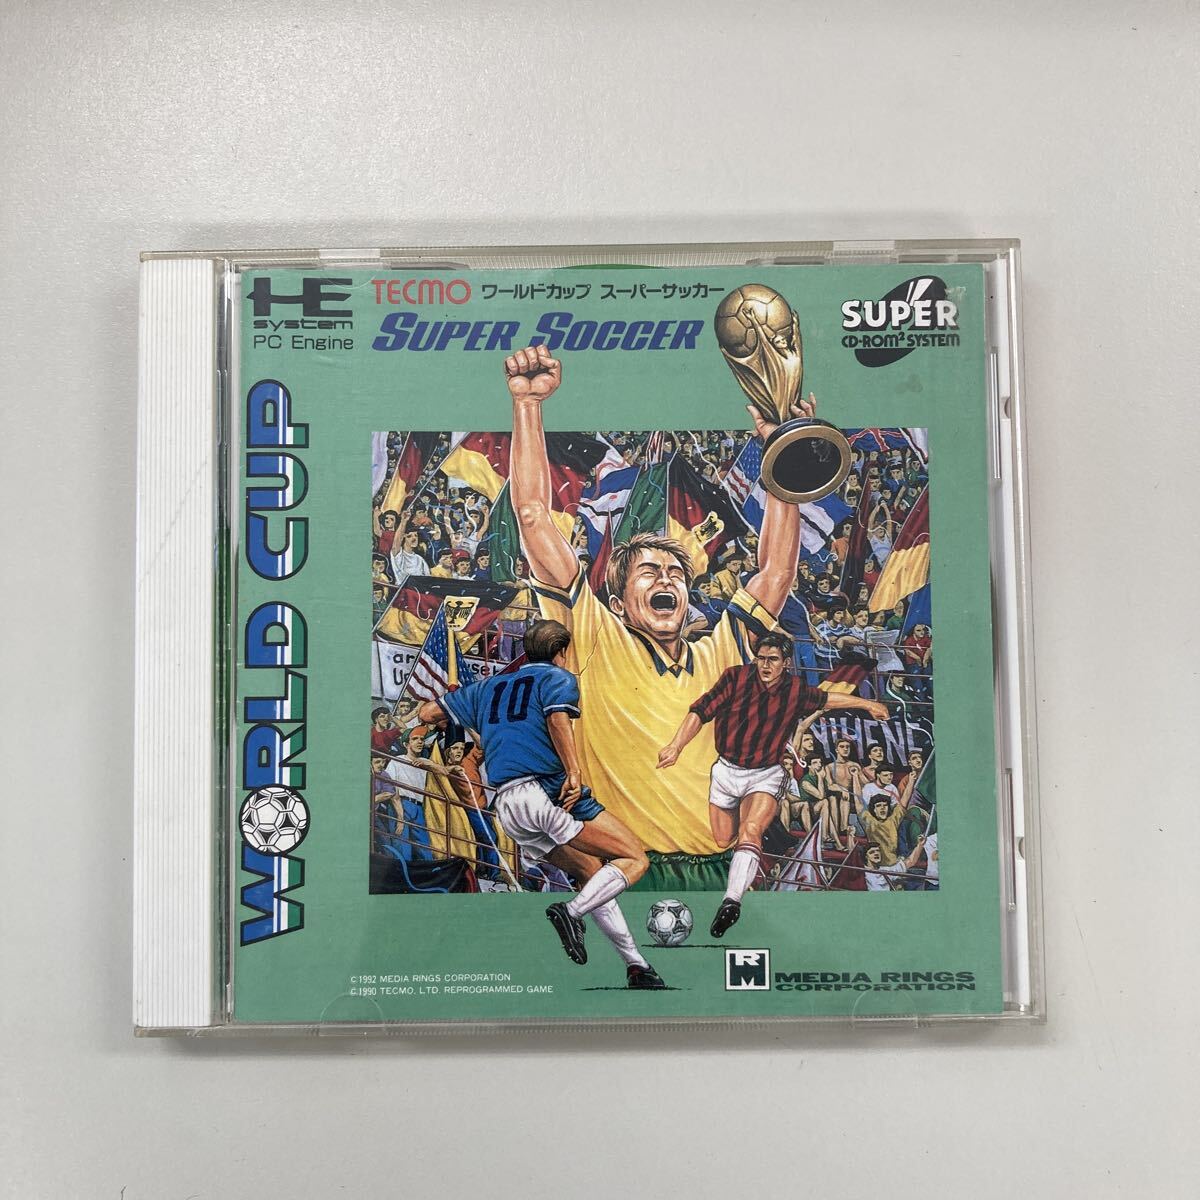 HE
system
PC Engine
TECMO ワールドカップ スーパーサッカー
SUPER SOCCER
SUPER
CD-ROM² SYSTEM
WORLD CUP
10
© 1992 MEDIA RINGS CORPORATION
© 1990 TECMO, LTD. REPROGRAMMED GAME
RM
MEDIA RINGS
CORPORATION